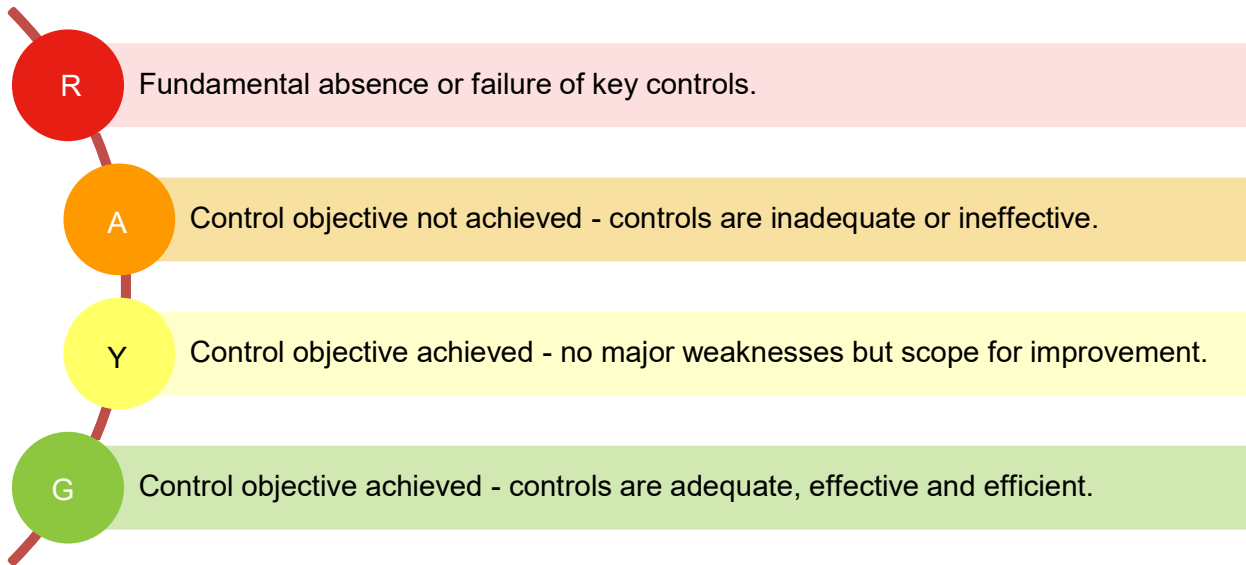 R
Fundamental absence or failure of key controls.
A
Control objective not achieved - controls are inadequate or ineffective.
Y
Control objective achieved - no major weaknesses but scope for improvement.
G
Control objective achieved - controls are adequate, effective and efficient.